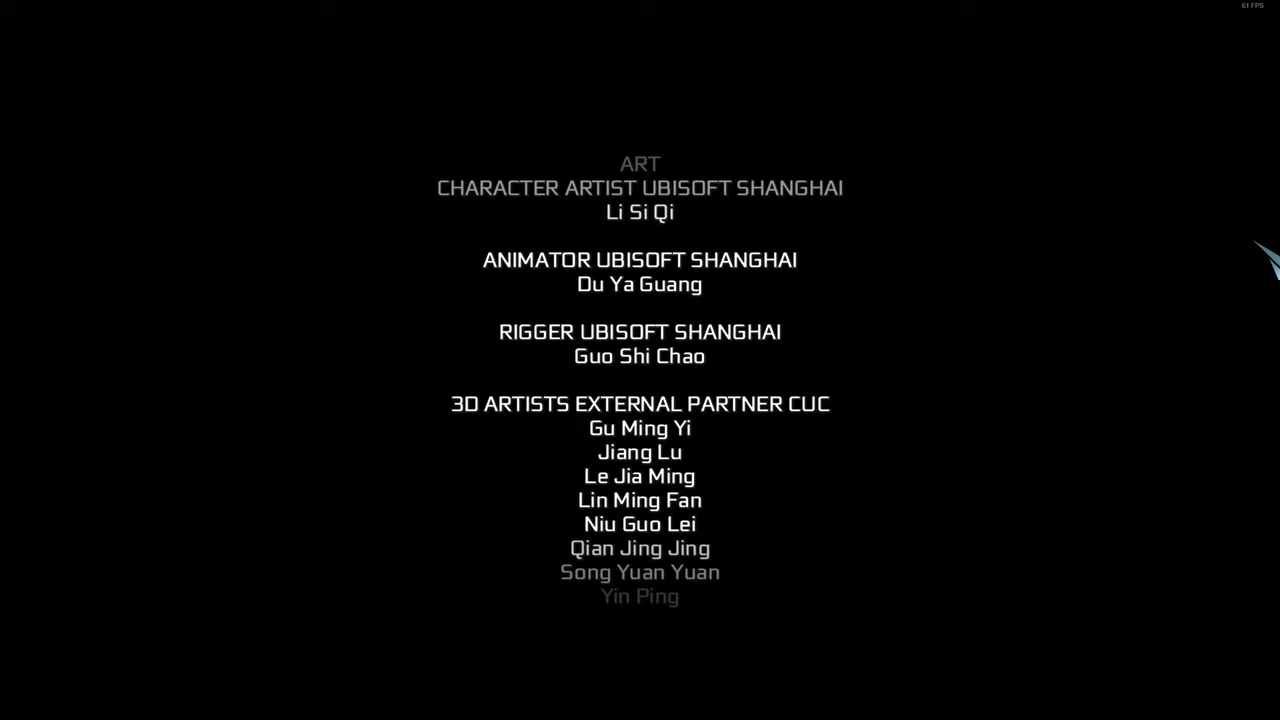 61 FPS
ART
CHARACTER ARTIST UBISOFT SHANGHAI
Li Si Qi
ANIMATOR UBISOFT SHANGHAI
Du Ya Guang
RIGGER UBISOFT SHANGHAI
Guo Shi Chao
3D ARTISTS EXTERNAL PARTNER CUC
Gu Ming Yi
Jiang Lu
Le Jia Ming
Lin Ming Fan
Niu Guo Lei
Qian Jing Jing
Song Yuan Yuan
Yin Ping